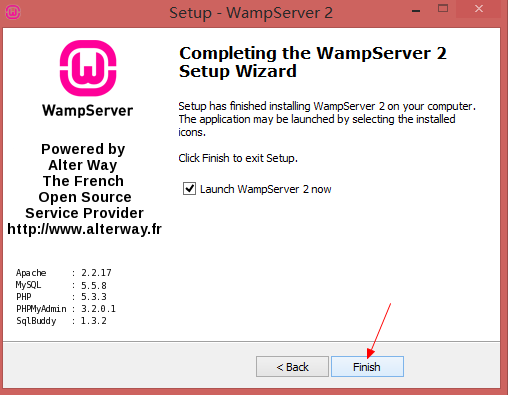 Setup - WampServer 2
W
WampServer
Powered by
Alter Way
The French
Open Source
Service Provider
http://www.alterway.fr
Apache : 2.2.17
MySQL : 5.5.8
PHP : 5.3.3
PHPMyAdmin : 3.2.0.1
SqlBuddy : 1.3.2
Completing the WampServer 2
Setup Wizard
Setup has finished installing WampServer 2 on your computer.
The application may be launched by selecting the installed
icons.
Click Finish to exit Setup.
Launch WampServer 2 now
< Back
Finish